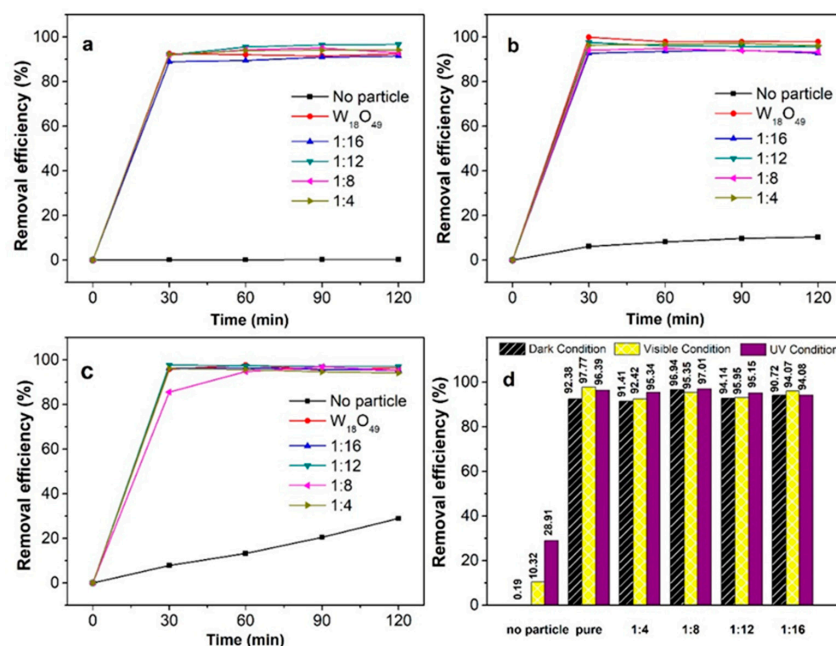 a
Removal efficiency (%)
100
80
60
40
20
0
No particle
W18O49
1:16
1:12
1:8
1:4
0 30 60 90 120
Time (min)
b
Removal efficiency (%)
100
80
60
40
20
0
No particle
W18O49
1:16
1:12
1:8
1:4
0 30 60 90 120
Time (min)
c
Removal efficiency (%)
100
80
60
40
20
0
No particle
W18O49
1:16
1:12
1:8
1:4
0 30 60 90 120
Time (min)
Dark Condition Visible Condition UV Condition
d
Removal efficiency (%)
100
80
60
40
20
0
0.19 10.32 28.91 92.38 97.77 96.39 91.41 92.42 95.34 96.94 95.35 97.01 94.14 95.95 95.15 90.72 94.07 94.08
no particle pure 1:4 1:8 1:12 1:16